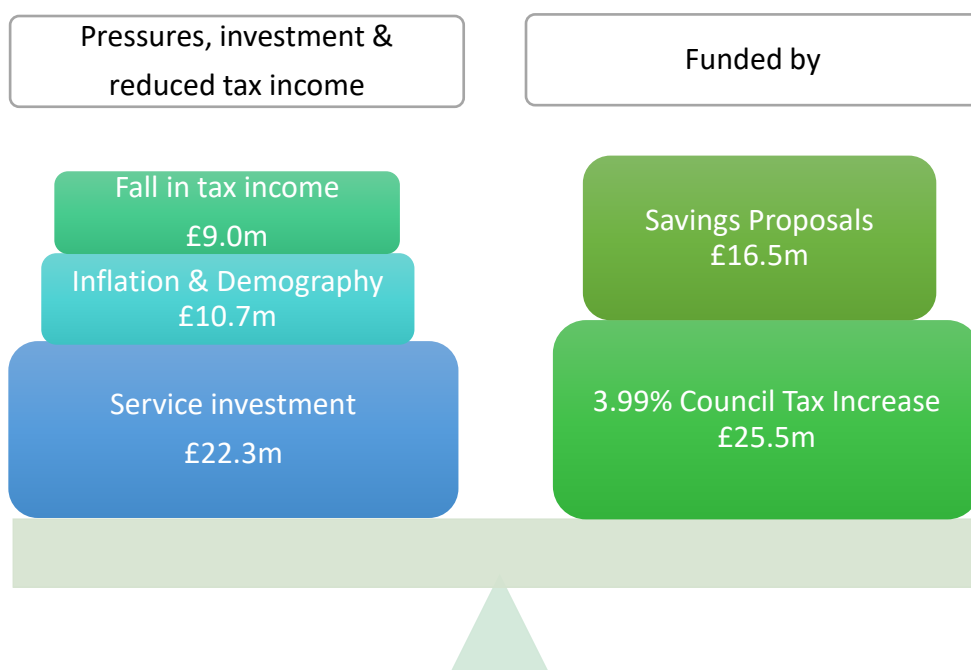 Pressures, investment &
reduced tax income
Funded by
Fall in tax income
£9.0m
Inflation & Demography
£10.7m
Service investment
£22.3m
Savings Proposals
£16.5m
3.99% Council Tax Increase
£25.5m